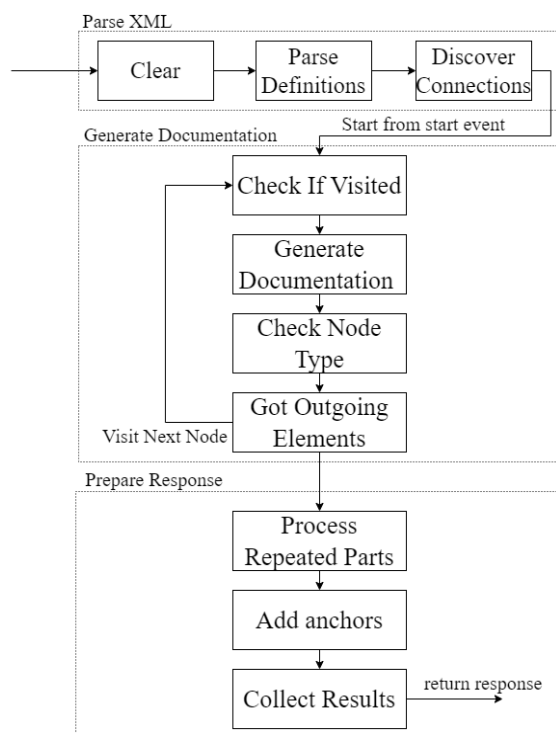 Parse XML
Clear
Parse
Definitions
Discover
Connections
Generate Documentation
Start from start event
Check If Visited
Generate
Documentation
Check Node
Type
Got Outgoing
Elements
Visit Next Node
Prepare Response
Process
Repeated Parts
Add anchors
Collect Results
return response